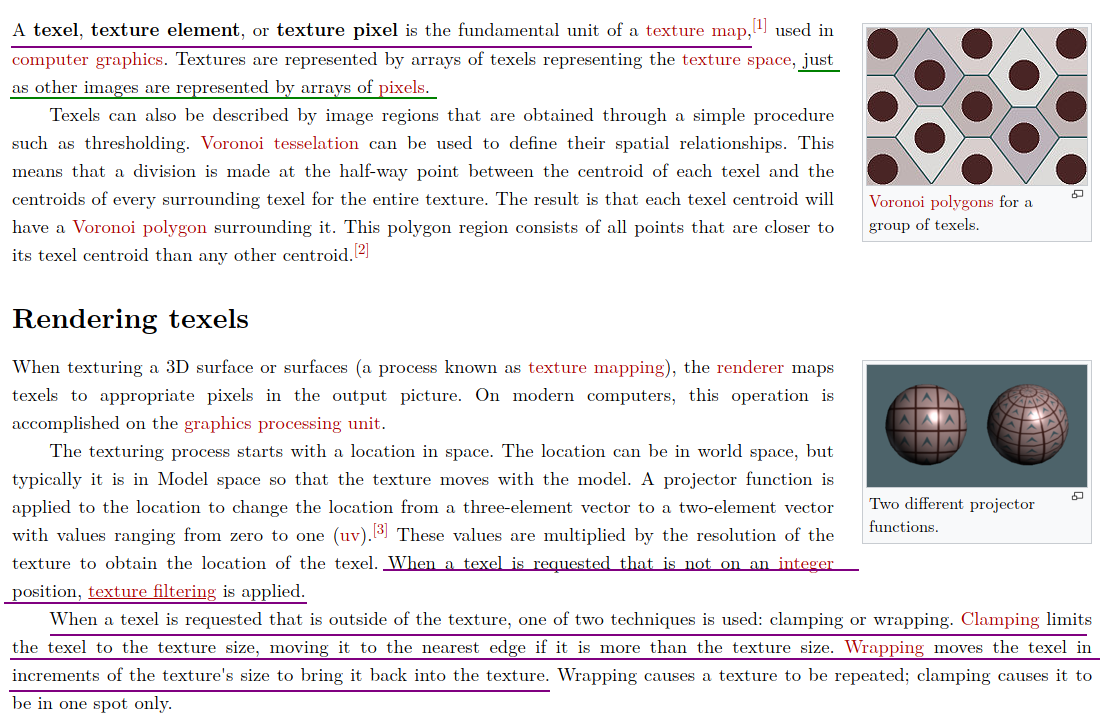 A texel, texture element, or texture pixel is the fundamental unit of a texture map,[1] used in
computer graphics. Textures are represented by arrays of texels representing the texture space, just
as other images are represented by arrays of pixels.
Texels can also be described by image regions that are obtained through a simple procedure
such as thresholding. Voronoi tesselation can be used to define their spatial relationships. This
means that a division is made at the half-way point between the centroid of each texel and the
centroids of every surrounding texel for the entire texture. The result is that each texel centroid will
have a Voronoi polygon surrounding it. This polygon region consists of all points that are closer to
its texel centroid than any other centroid.[2]
Voronoi polygons for a
group of texels.
Rendering texels
When texturing a 3D surface or surfaces (a process known as texture mapping), the renderer maps
texels to appropriate pixels in the output picture. On modern computers, this operation is
accomplished on the graphics processing unit.
The texturing process starts with a location in space. The location can be in world space, but
typically it is in Model space so that the texture moves with the model. A projector function is
applied to the location to change the location from a three-element vector to a two-element vector
with values ranging from zero to one (uv).[3] These values are multiplied by the resolution of the
texture to obtain the location of the texel. When a texel is requested that is not on an integer
position, texture filtering is applied.
Two different projector
functions.
When a texel is requested that is outside of the texture, one of two techniques is used: clamping or wrapping. Clamping limits
the texel to the texture size, moving it to the nearest edge if it is more than the texture size. Wrapping moves the texel in
increments of the texture's size to bring it back into the texture. Wrapping causes a texture to be repeated; clamping causes it to
be in one spot only.